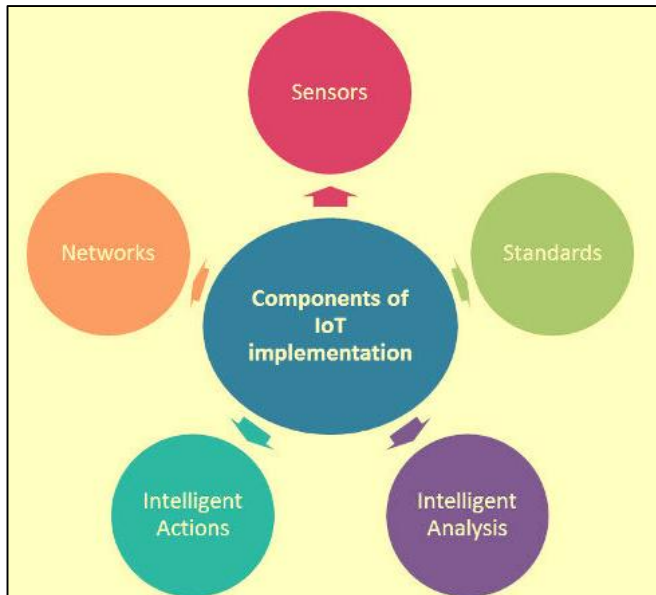 Sensors
Networks
Standards
Components of
IoT
implementation
Intelligent
Actions
Intelligent
Analysis